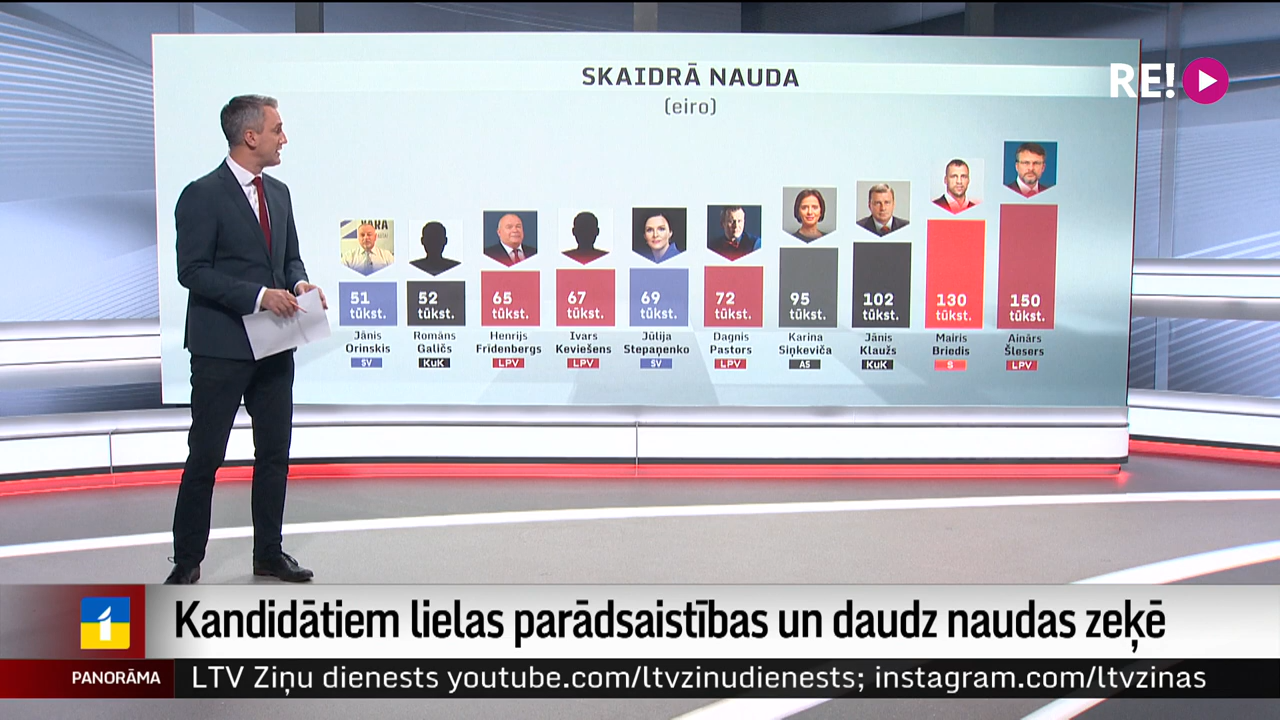 SKAIDRĀ NAUDA
(eiro)
RE!
51 tūkst.
Jānis Orinskis
SV
52 tūkst.
Romāns Galičs
KuK
65 tūkst.
Henrijs Fridenbergs
LPV
67 tūkst.
Ivars Keviešens
LPV
69 tūkst.
Jūlija Stepaņenko
SV
72 tūkst.
Dagnis Pastors
LPV
95 tūkst.
Karina Siņkeviča
AS
102 tūkst.
Jānis Klaužs
KuK
130 tūkst.
Mairis Briedis
S
150 tūkst.
Ainārs Šlesers
LPV
1
Kandidātiem lielas parādsaistības un daudz naudas zeķē
PANORĀMA
LTV Ziņu dienests youtube.com/ltvzinudienests; instagram.com/ltvzinas